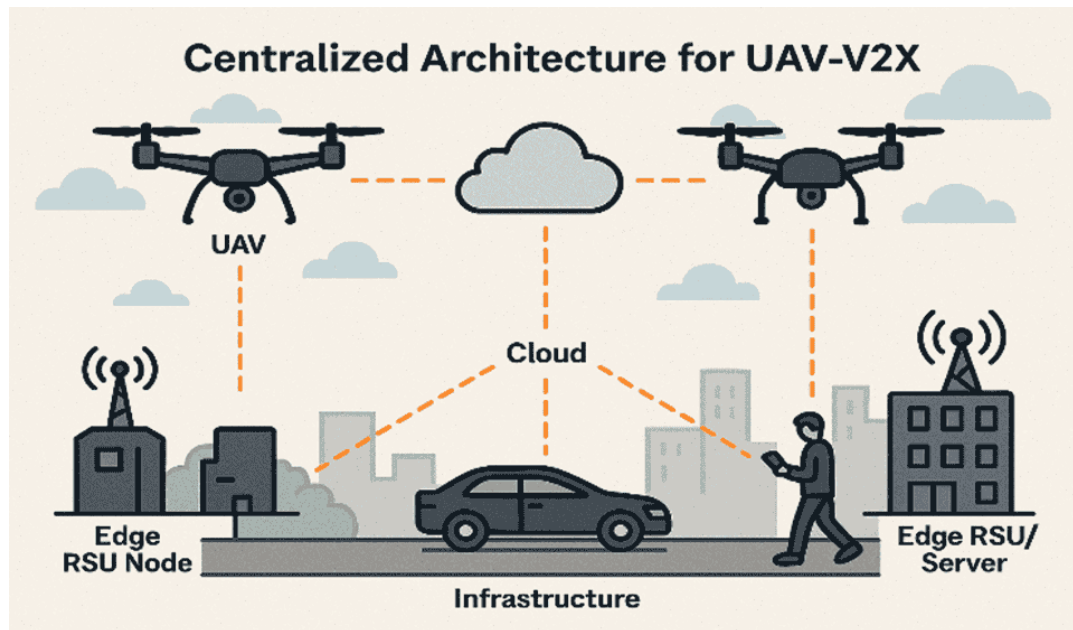 Centralized Architecture for UAV-V2X
UAV
Cloud
Edge
RSU Node
Edge RSU/
Server
Infrastructure